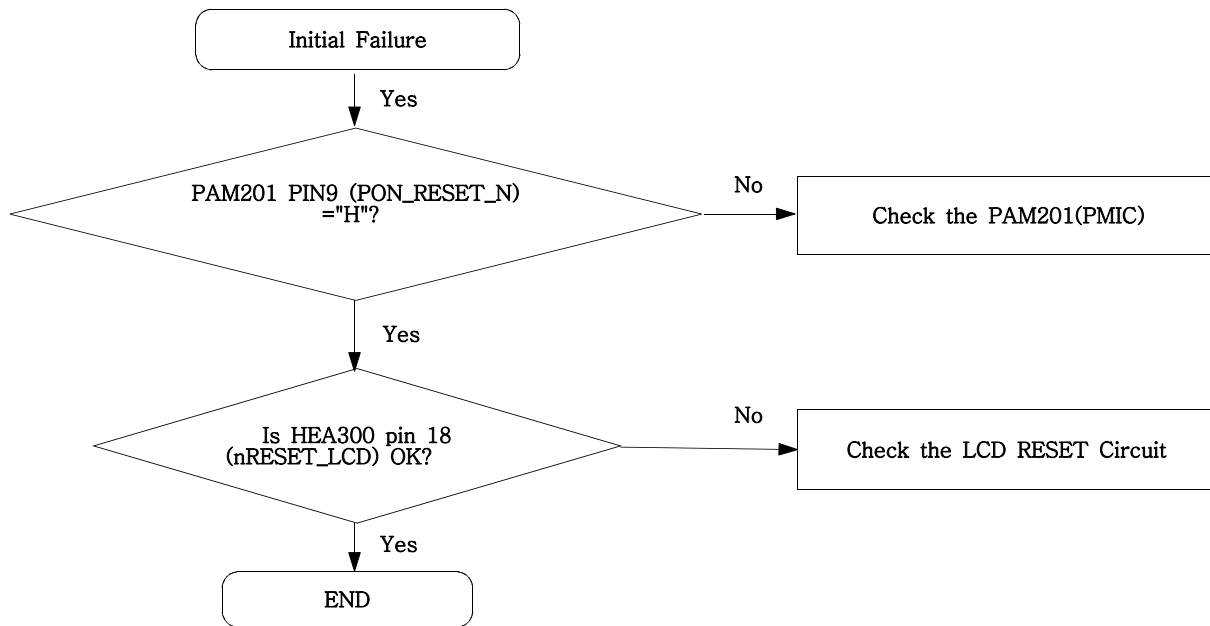 Initial Failure
Yes
PAM201 PIN9 (PON_RESET_N)
="H"?
No
Check the PAM201(PMIC)
Yes
Is HEA300 pin 18
(nRESET_LCD) OK?
No
Check the LCD RESET Circuit
Yes
END